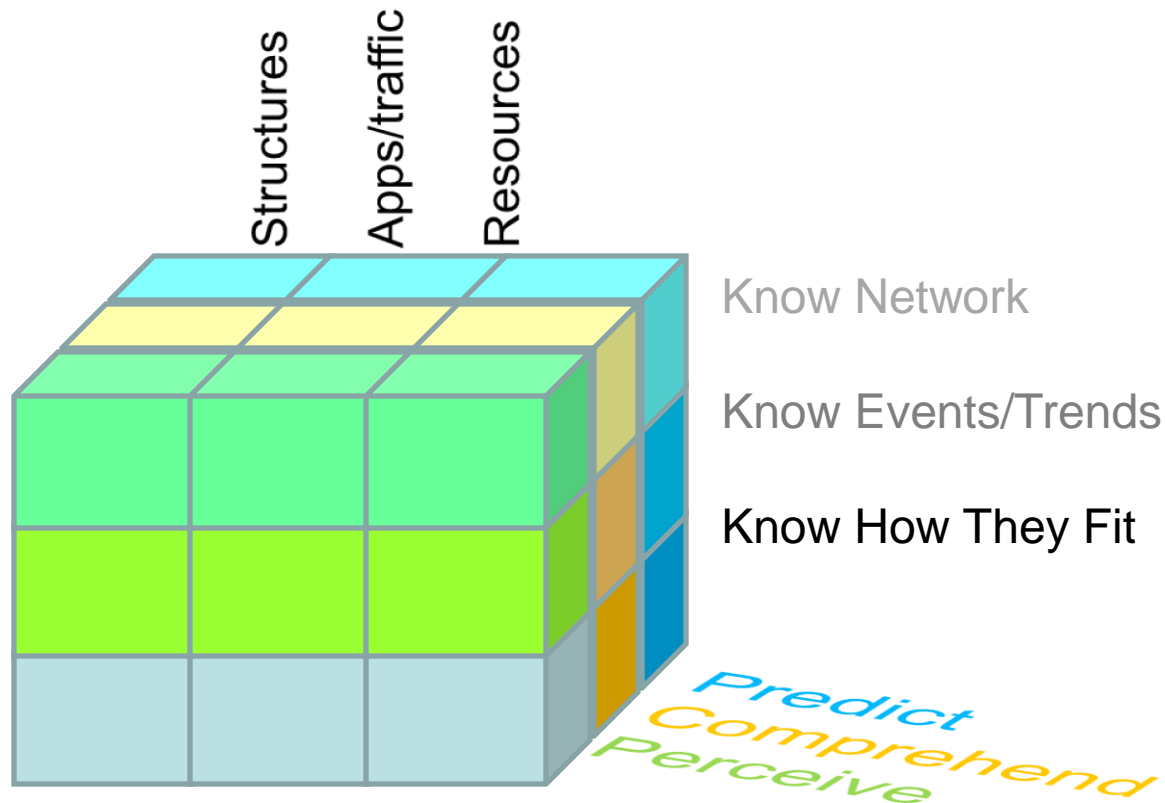 Structures
Apps/traffic
Resources
Know Network
Know Events/Trends
Know How They Fit
Predict
Comprehend
Perceive